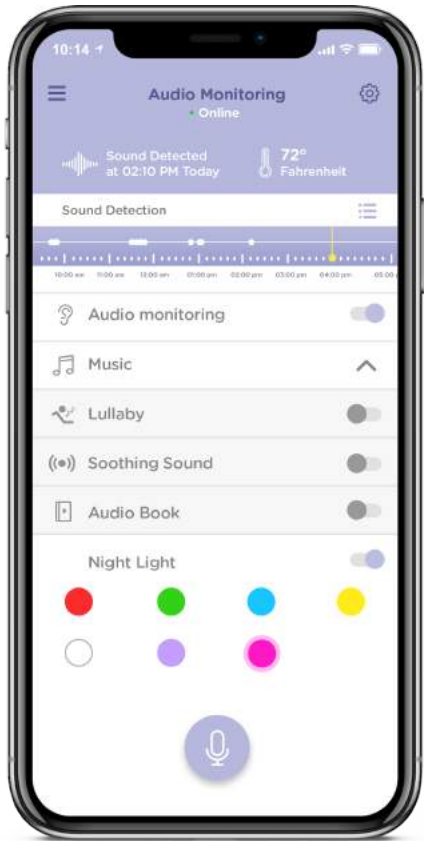 10:14
Audio Monitoring
Online
Sound Detected
at 02:10 PM Today
72°
Fahrenheit
Sound Detection
10:00 am 11:00 am 12:00 am 01:00 pm 02:00 pm 03:00 pm 04:00 pm 05:00
Audio monitoring
Music
Lullaby
Soothing Sound
Audio Book
Night Light